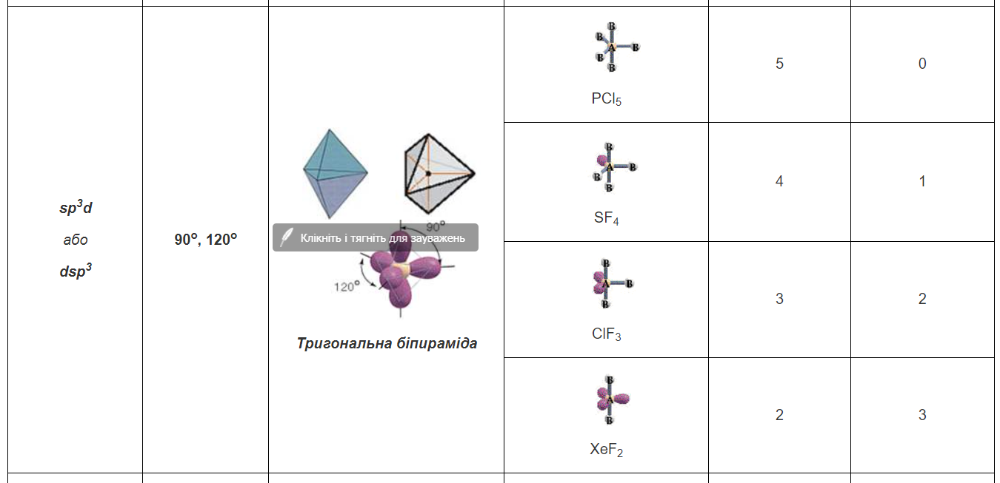 sp³d
або
dsp³
90°, 120°
90°
Клікніть і тягніть для зауважень
120°
Тригональна біпіраміда
B
B
A
B
B
B
PCl₅
5
0
B
A
B
B
B
SF₄
4
1
B
A
B
B
ClF₃
3
2
B
A
B
XeF₂
2
3